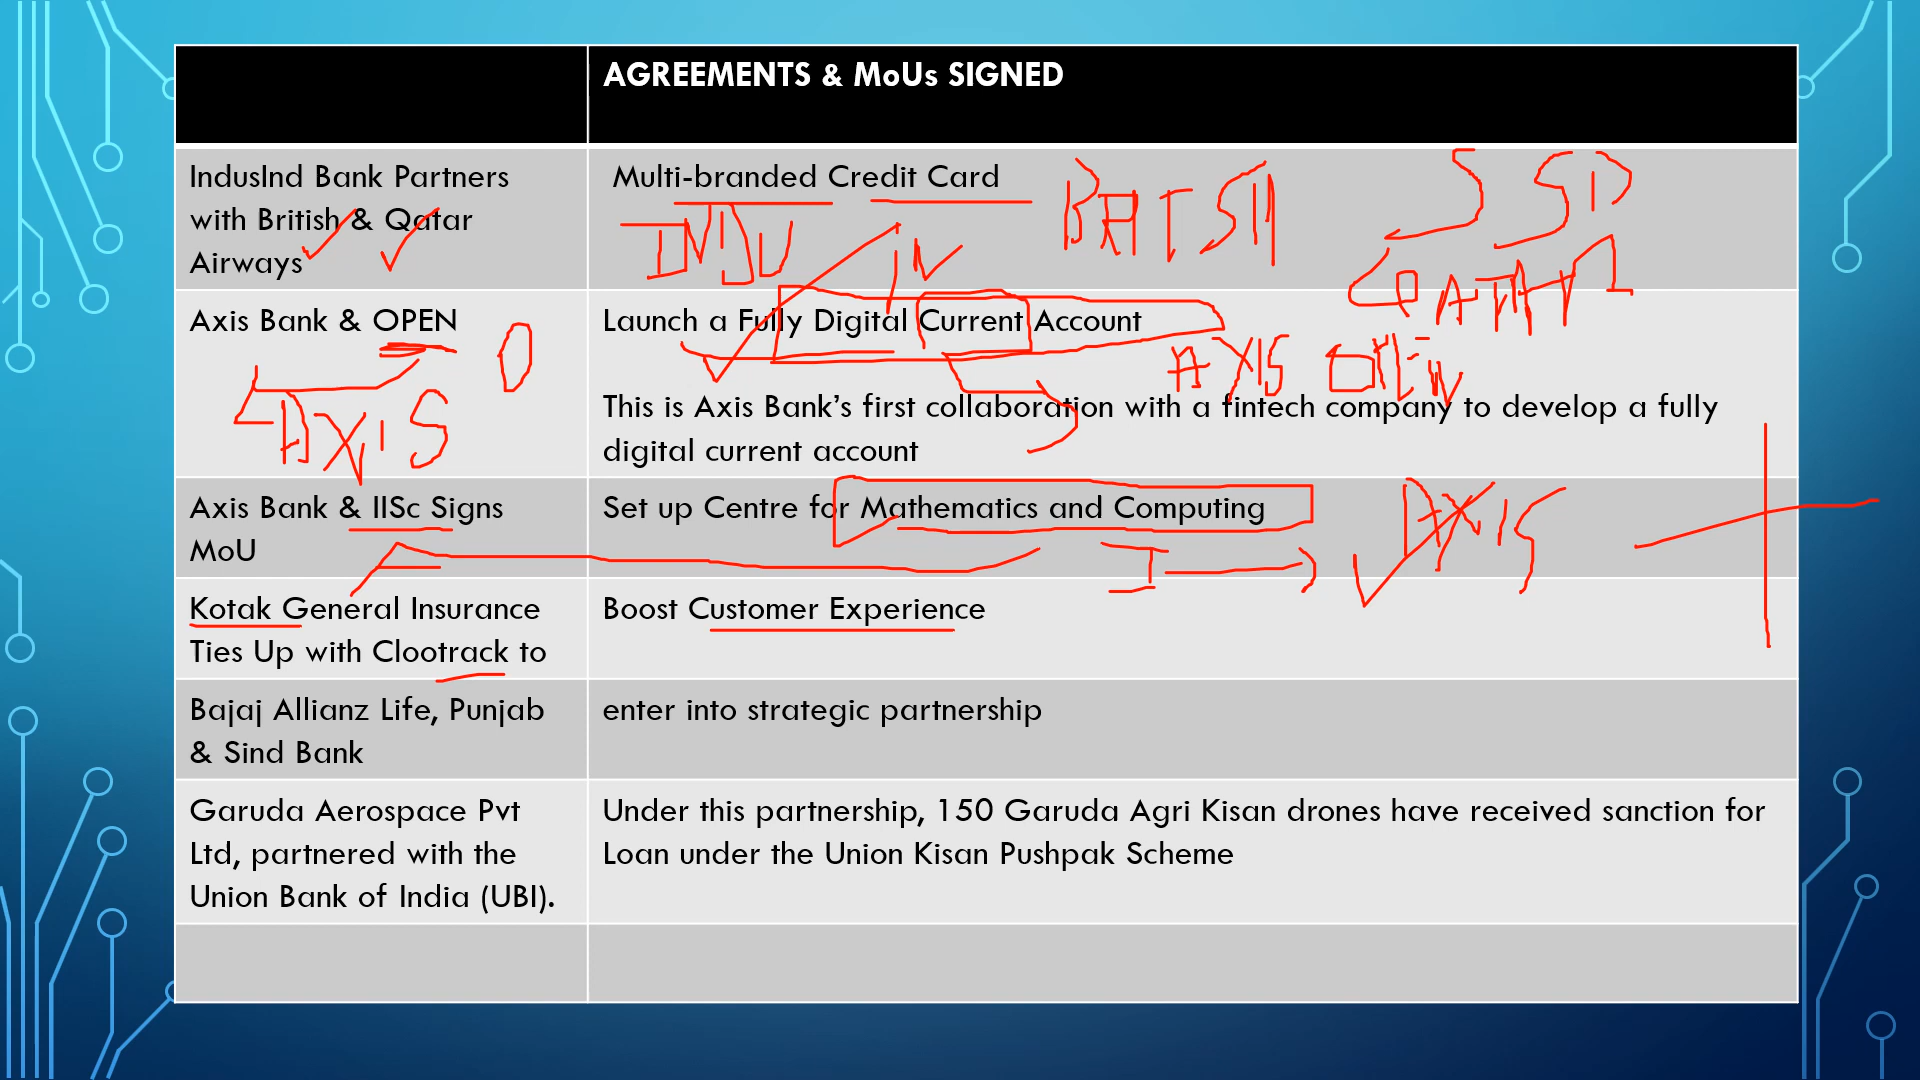 AGREEMENTS & MoUs SIGNED
IndusInd Bank Partners
with British & Qatar
Airways
Multi-branded Credit Card
Axis Bank & OPEN
AXIS
Launch a Fully Digital Current Account
This is Axis Bank's first collaboration with a fintech company to develop a fully
digital current account
AXIS
Axis Bank & IISc Signs
MoU
Set up Centre for Mathematics and Computing
AXIS
Kotak General Insurance
Ties Up with Clootrack to
Boost Customer Experience
Bajaj Allianz Life, Punjab
& Sind Bank
enter into strategic partnership
Garuda Aerospace Pvt
Ltd, partnered with the
Union Bank of India (UBI).
Under this partnership, 150 Garuda Agri Kisan drones have received sanction for
Loan under the Union Kisan Pushpak Scheme